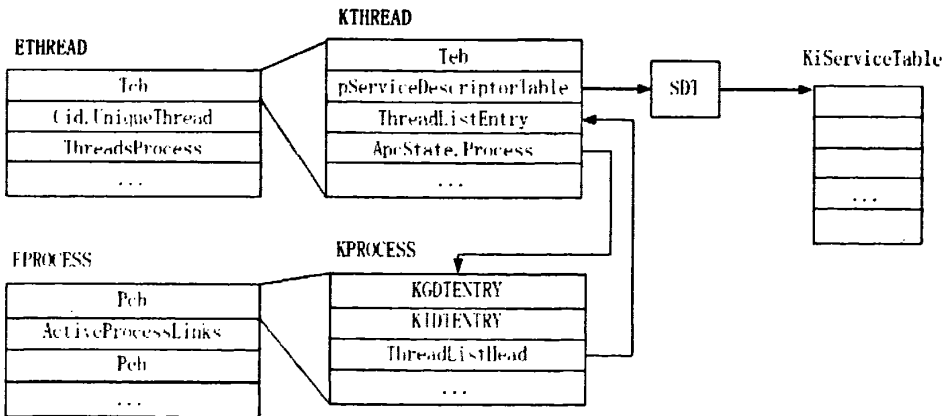 KTHREAD
ETHREAD
Teb
pServiceDescriptorTable
ThreadListEntry
ApcState.Process
...
Teb
Cid.UniqueThread
ThreadsProcess
...
SDT
KiServiceTable
...
EPROCESS
Pcb
ActiveProcessLinks
Peb
...
KPROCESS
KGDTENTRY
KIDTENTRY
ThreadListHead
...